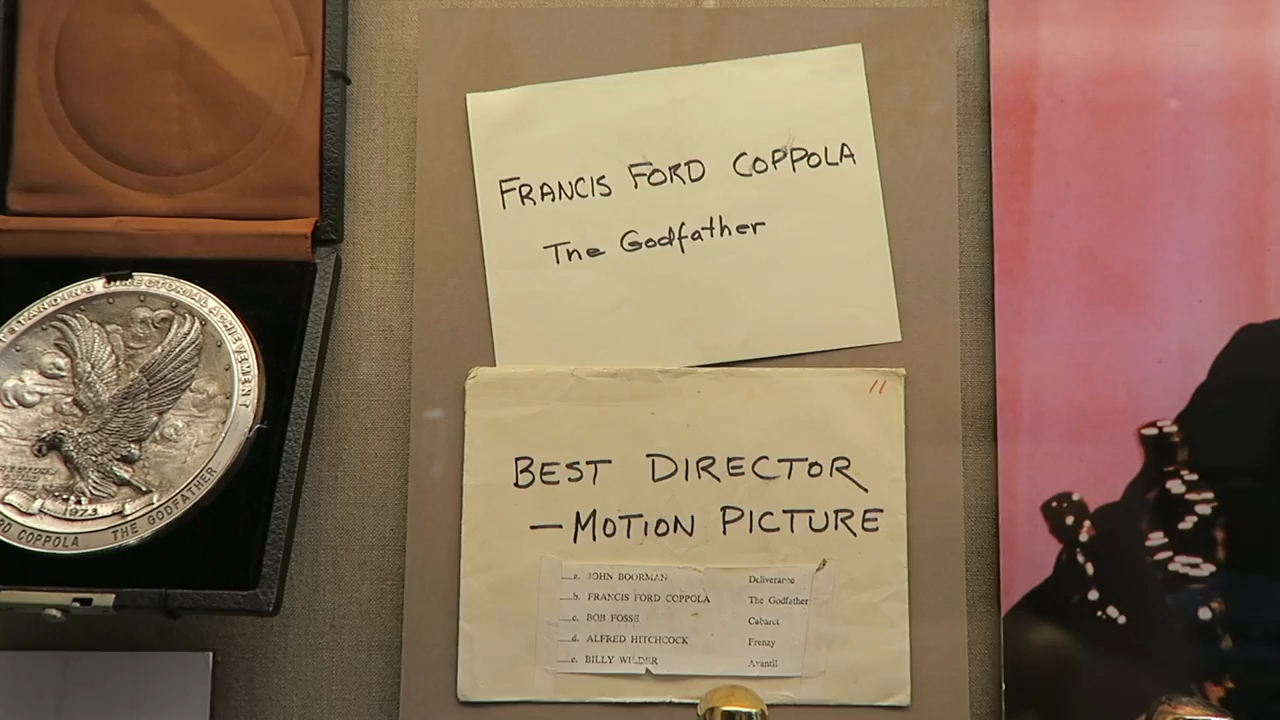 FRANCIS FORD COPPOLA
The Godfather
11
BEST DIRECTOR
—MOTION PICTURE
a. JOHN BOORMAN Deliverance
b. FRANCIS FORD COPPOLA The Godfather
c. BOB FOSSE Cabaret
d. ALFRED HITCHCOCK Frenzy
e. BILLY WILDER Avanti!
DIRECTORIAL ACHIEVEMENT
1973
COPPOLA THE GODFATHER